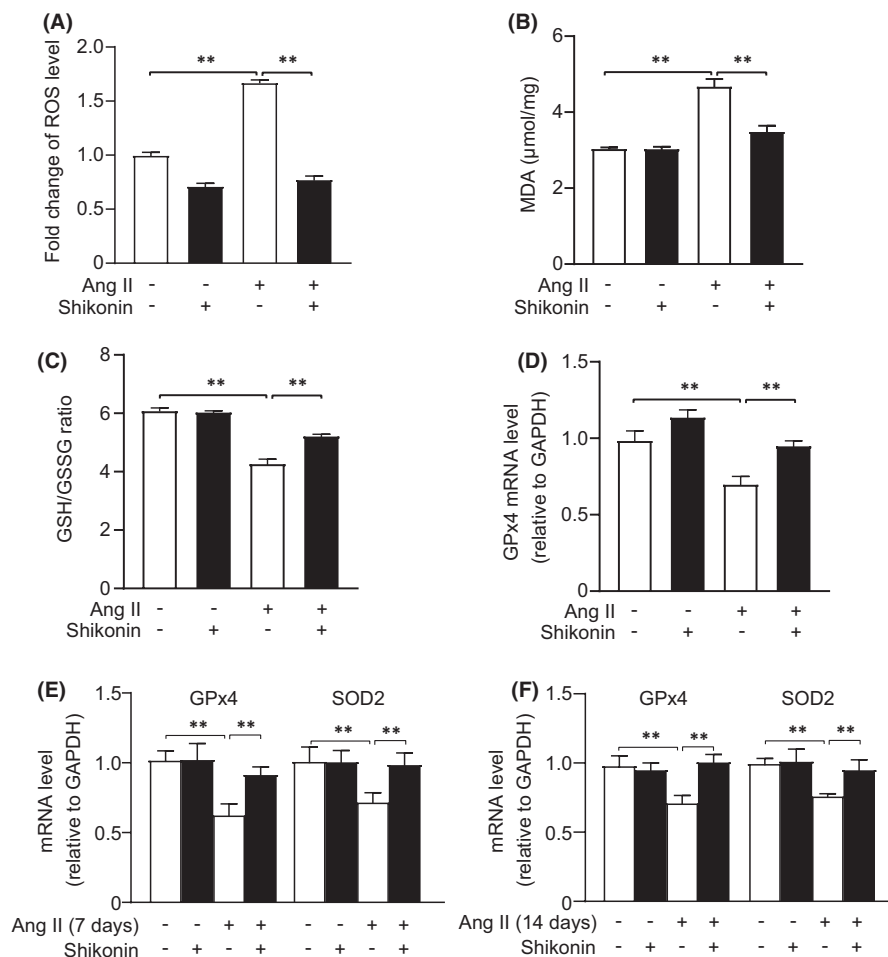 (A)
Fold change of ROS level
2.0
1.5
1.0
0.5
0
** **
Ang II - - + +
Shikonin - + - +
(B)
MDA (μmol/mg)
6
4
2
0
** **
Ang II - - + +
Shikonin - + - +
(C)
GSH/GSSG ratio
8
6
4
2
0
** **
Ang II - - + +
Shikonin - + - +
(D)
GPx4 mRNA level
(relative to GAPDH)
1.5
1.0
0.5
0
** **
Ang II - - + +
Shikonin - + - +
(E)
mRNA level
(relative to GAPDH)
1.5
1.0
0.5
0
GPx4 SOD2
** ** ** **
Ang II (7 days) - - + + - - + +
Shikonin - + - + - + - +
(F)
mRNA level
(relative to GAPDH)
1.5
1.0
0.5
0
GPx4 SOD2
** ** ** **
Ang II (14 days) - - + + - - + +
Shikonin - + - + - + - +